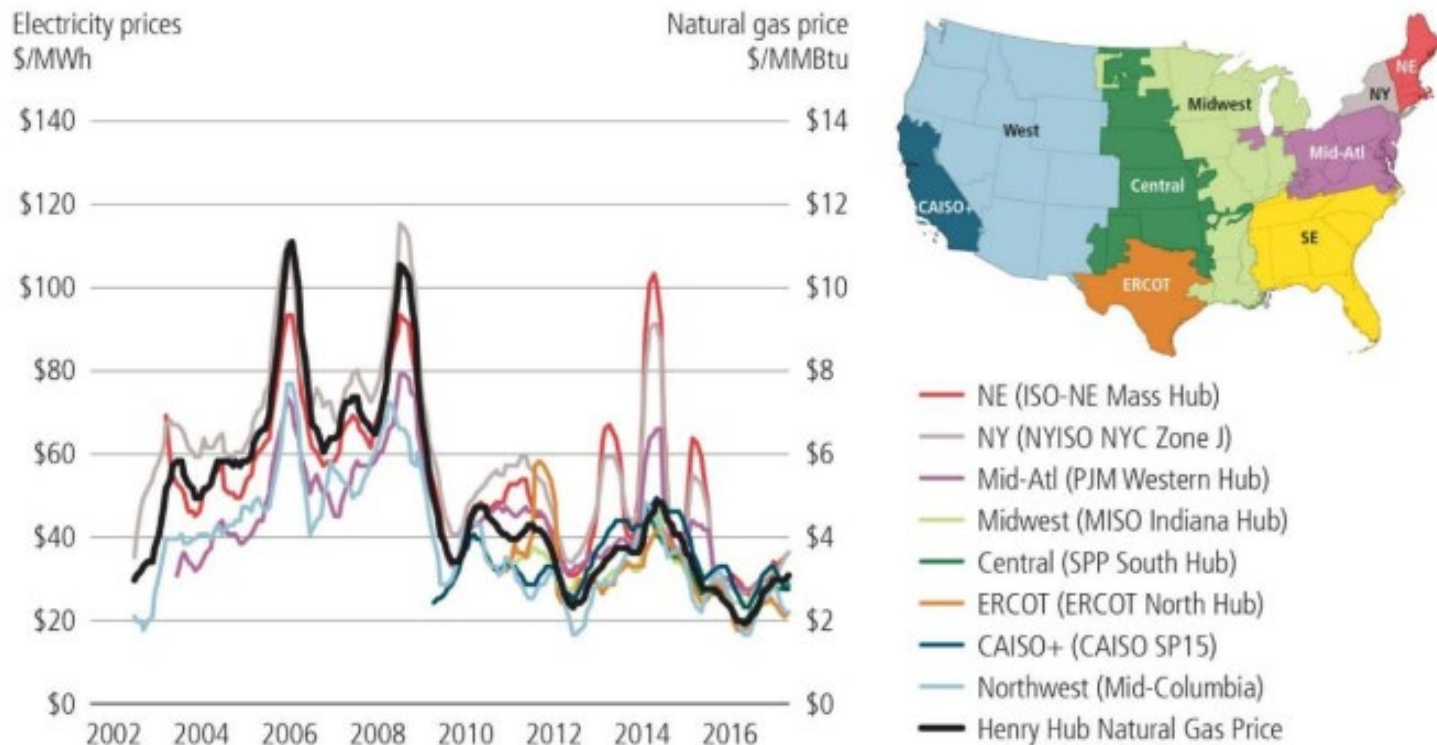 Electricity prices
$/MWh
Natural gas price
$/MMBtu
$140
$120
$100
$80
$60
$40
$20
$0
$14
$12
$10
$8
$6
$4
$2
$0
2002 2004 2006 2008 2010 2012 2014 2016
NE
NY
Midwest
West
Mid-Atl
Central
CAISO+
SE
ERCOT
NE (ISO-NE Mass Hub)
NY (NYISO NYC Zone J)
Mid-Atl (PJM Western Hub)
Midwest (MISO Indiana Hub)
Central (SPP South Hub)
ERCOT (ERCOT North Hub)
CAISO+ (CAISO SP15)
Northwest (Mid-Columbia)
Henry Hub Natural Gas Price